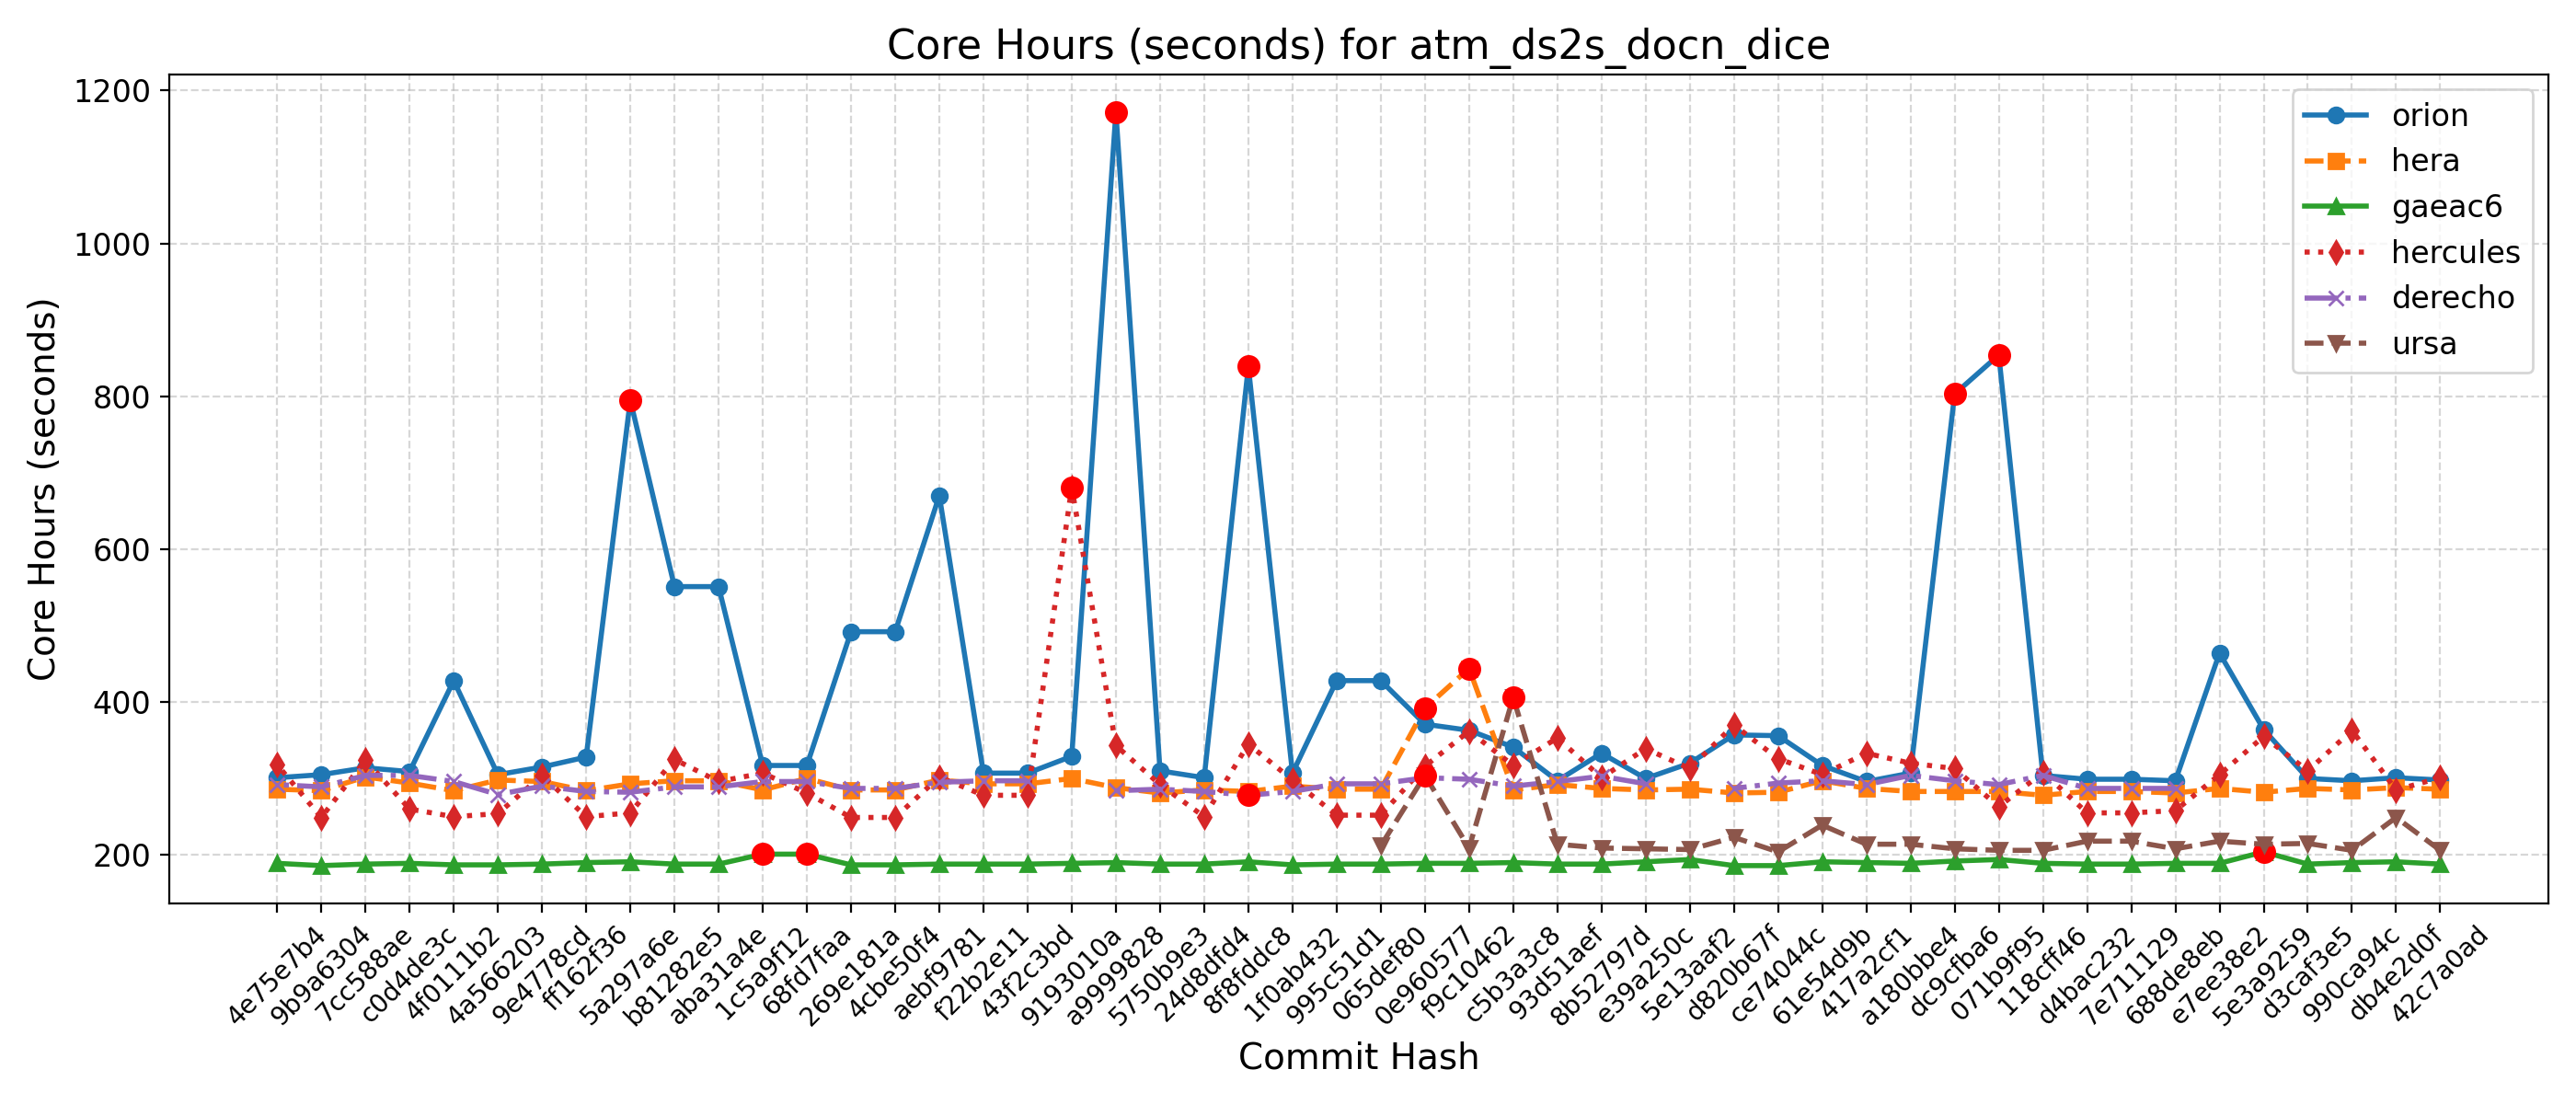 Core Hours (seconds) for atm_ds2s_docn_dice
1200
1000
800
600
400
200
Core Hours (seconds)
orion
hera
gaeac6
hercules
derecho
ursa
4e75e7b4
9b9a6304
7cc588ae
c0d4de3c
4f0111b2
4a566203
9e4778cd
ff162f36
5a297a6e
b81282e5
aba31a4e
1c5a9f12
68fd7faa
269e181a
4cbe50f4
aebf9781
f22b2e11
43f2c3bd
9193010a
a9999828
5750b9e3
24d8dfd4
8f8fddc8
1f0ab432
995c51d1
065def80
0e960577
f9c10462
c5b3a3c8
93d51aef
8b52797d
e39a250c
5e13aaf2
d820b67f
ce74044c
61e54d9b
417a2cf1
a180bbe4
dc9cfba6
071b9f95
118cff46
d4bac232
7e711129
688de8eb
e7ee38e2
5e3a9259
d3caf3e5
990ca94c
db4e2d0f
42c7a0ad
Commit Hash